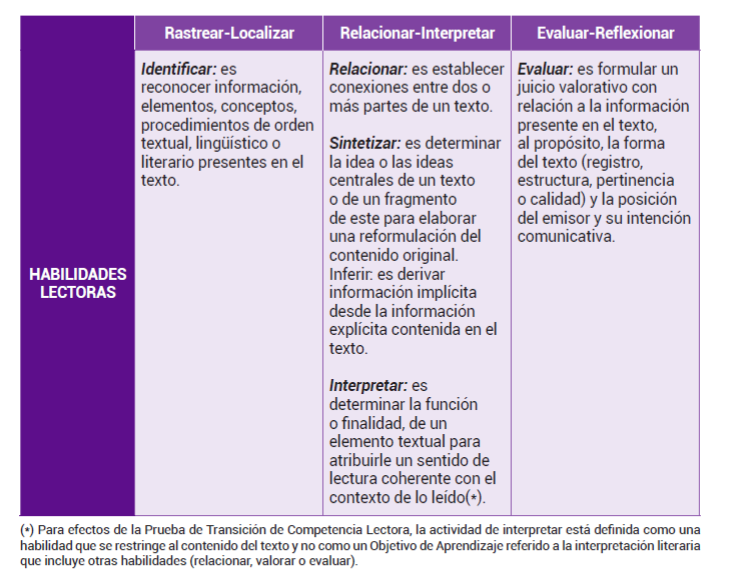 Rastrear-Localizar
Relacionar-Interpretar
Evaluar-Reflexionar
HABILIDADES
LECTORAS
Identificar: es
reconocer información,
elementos, conceptos,
procedimientos de orden
textual, lingüístico o
literario presentes en el
texto.
Relacionar: es establecer
conexiones entre dos o
más partes de un texto.
Sintetizar: es determinar
la idea o las ideas
centrales de un texto
o de un fragmento
de este para elaborar
una reformulación del
contenido original.
Inferir: es derivar
información implícita
desde la información
explícita contenida en el
texto.
Interpretar: es
determinar la función
o finalidad, de un
elemento textual para
atribuirle un sentido de
lectura coherente con el
contexto de lo leído(*).
Evaluar: es formular un
juicio valorativo con
relación a la información
presente en el texto,
al propósito, la forma
del texto (registro,
estructura, pertinencia
o calidad) y la posición
del emisor y su intención
comunicativa.
(*) Para efectos de la Prueba de Transición de Competencia Lectora, la actividad de interpretar está definida como una
habilidad que se restringe al contenido del texto y no como un Objetivo de Aprendizaje referido a la interpretación literaria
que incluye otras habilidades (relacionar, valorar o evaluar).